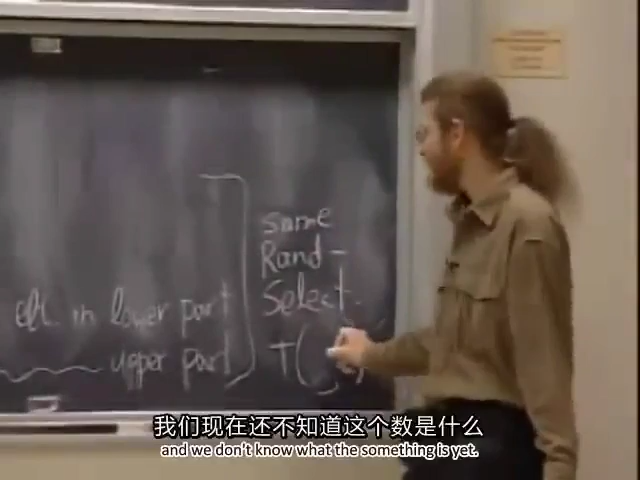 same
Rand-
Select.
elt. in lower part
upper part
T(
我们现在还不知道这个数是什么
and we don't know what the something is yet.